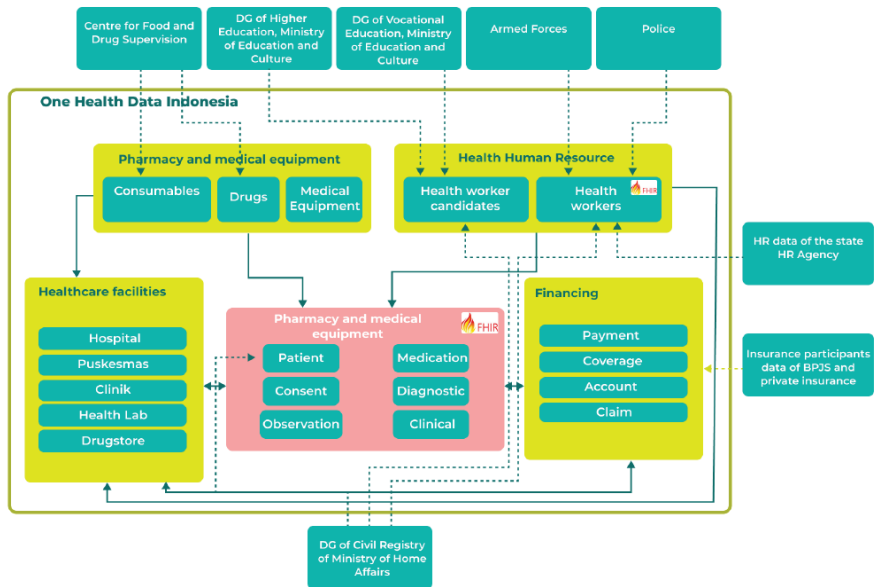 Centre for Food and
Drug Supervision
DG of Higher
Education, Ministry
of Education and
Culture
DG of Vocational
Education, Ministry
of Education and
Culture
Armed Forces
Police
One Health Data Indonesia
Pharmacy and medical equipment
Consumables
Drugs
Medical
Equipment
Health Human Resource
Health worker
candidates
Health
workers
FHIR
HR data of the state
HR Agency
Healthcare facilities
Hospital
Puskesmas
Clinik
Health Lab
Drugstore
Pharmacy and medical
equipment
FHIR
Patient
Medication
Consent
Diagnostic
Observation
Clinical
Financing
Payment
Coverage
Account
Claim
Insurance participants
data of BPJS and
private insurance
DG of Civil Registry
of Ministry of Home
Affairs